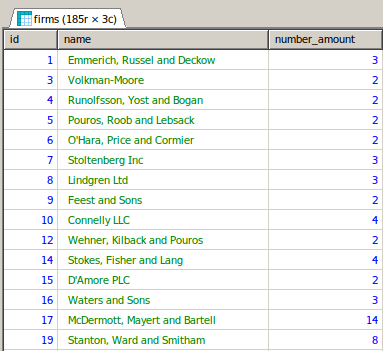 firms (185r × 3c)
id name number_amount
1 Emmerich, Russel and Deckow 3
3 Volkman-Moore 2
4 Runolfsson, Yost and Bogan 2
5 Pouros, Roob and Lebsack 2
6 O'Hara, Price and Cormier 2
7 Stoltenberg Inc 3
8 Lindgren Ltd 3
9 Feest and Sons 2
10 Connelly LLC 4
12 Wehner, Kilback and Pouros 2
14 Stokes, Fisher and Lang 4
15 D'Amore PLC 2
16 Waters and Sons 3
17 McDermott, Mayert and Bartell 14
19 Stanton, Ward and Smitham 8